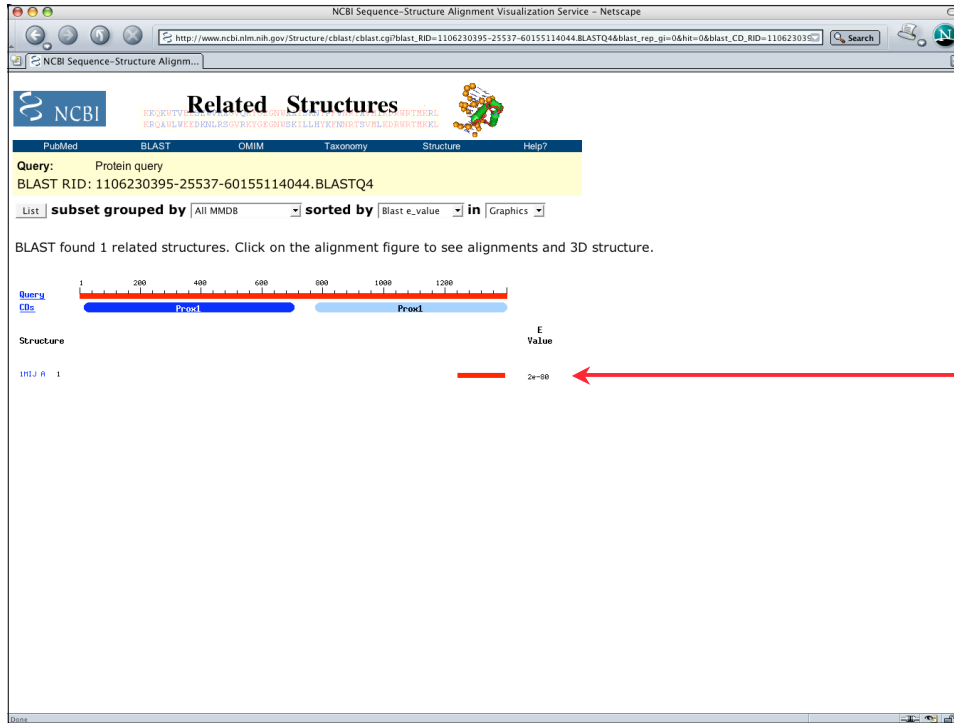 NCBI Sequence-Structure Alignment Visualization Service - Netscape
http://www.ncbi.nlm.nih.gov/Structure/cblast/cblast.cgi?blast_RID=1106230395-25537-60155114044.BLASTQ4&blast_rep_gi=0&hit=0&blast_CD_RID=110623039
Search
NCBI Sequence-Structure Alignm...
NCBI
Related Structures
PubMed BLAST OMIM Taxonomy Structure Help?
Query: Protein query
BLAST RID: 1106230395-25537-60155114044.BLASTQ4
List subset grouped by All MMDB sorted by Blast e_value in Graphics
BLAST found 1 related structures. Click on the alignment figure to see alignments and 3D structure.
1 200 400 600 800 1000 1200
Query
CDs Prox1 Prox1
E
Structure Value
1MIJ A 1 2e-80
Done